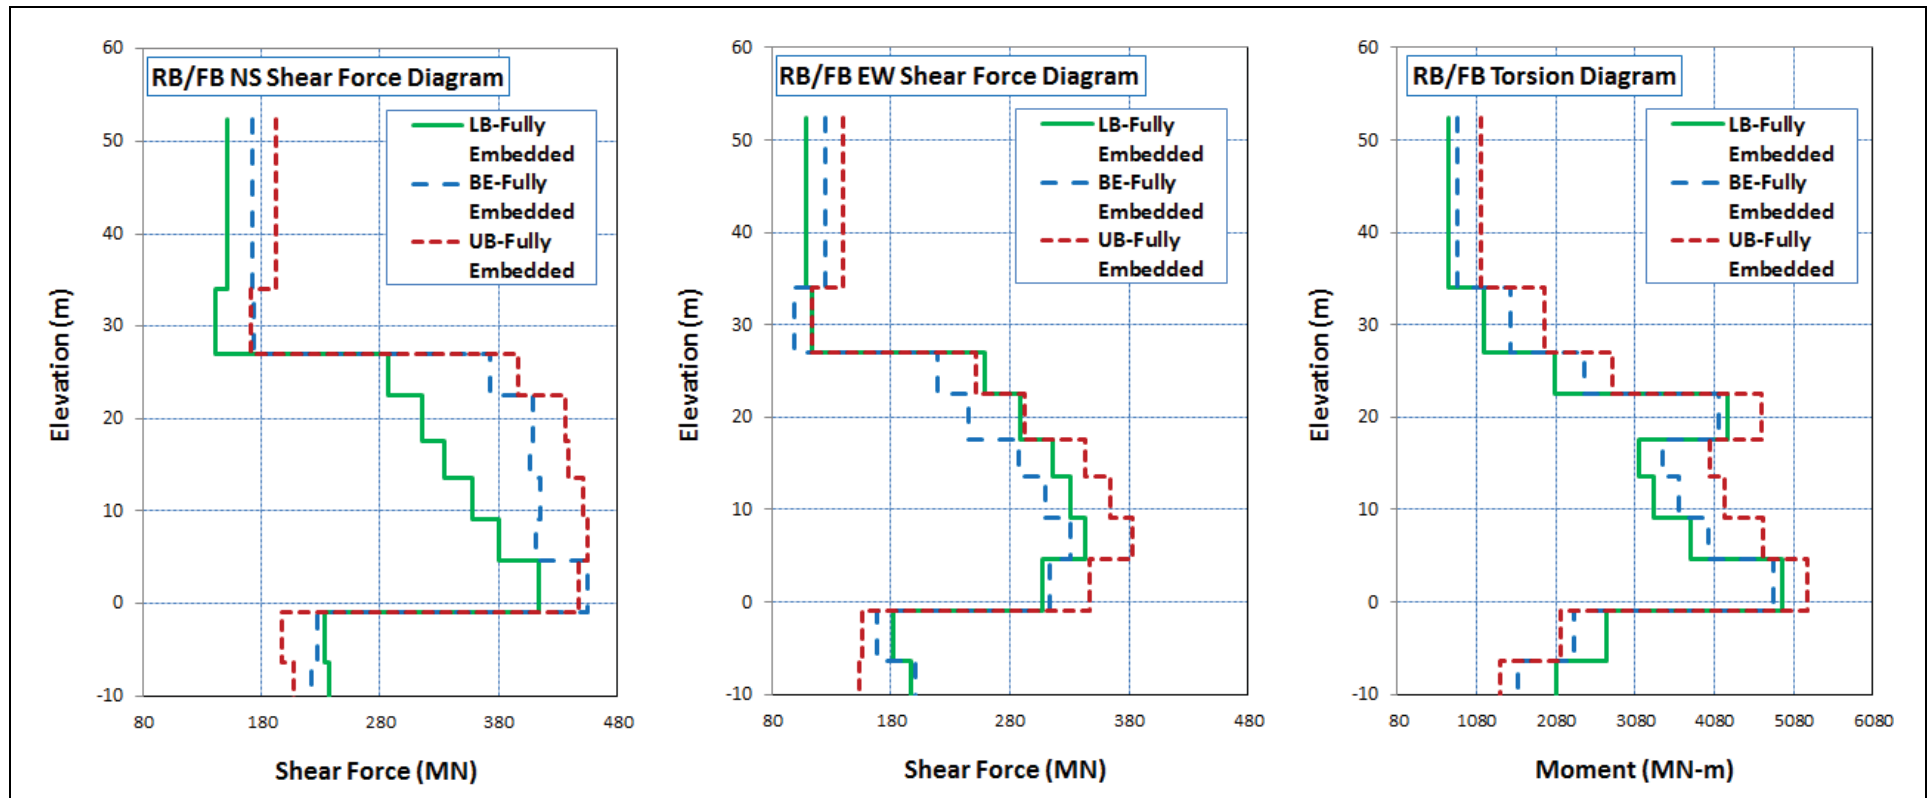 RB/FB NS Shear Force Diagram
LB-Fully
Embedded
BE-Fully
Embedded
UB-Fully
Embedded
60
50
40
30
20
10
0
-10
Elevation (m)
80 180 280 380 480
Shear Force (MN)
RB/FB EW Shear Force Diagram
LB-Fully
Embedded
BE-Fully
Embedded
UB-Fully
Embedded
60
50
40
30
20
10
0
-10
Elevation (m)
80 180 280 380 480
Shear Force (MN)
RB/FB Torsion Diagram
LB-Fully
Embedded
BE-Fully
Embedded
UB-Fully
Embedded
60
50
40
30
20
10
0
-10
Elevation (m)
80 1080 2080 3080 4080 5080 6080
Moment (MN-m)